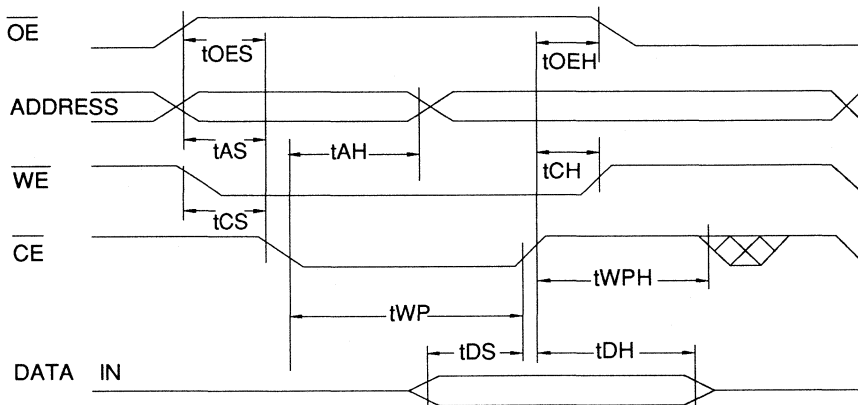 OE
tOES
tOEH
ADDRESS
tAS
tAH
tCH
WE
tCS
CE
tWPH
tWP
tDS
tDH
DATA IN